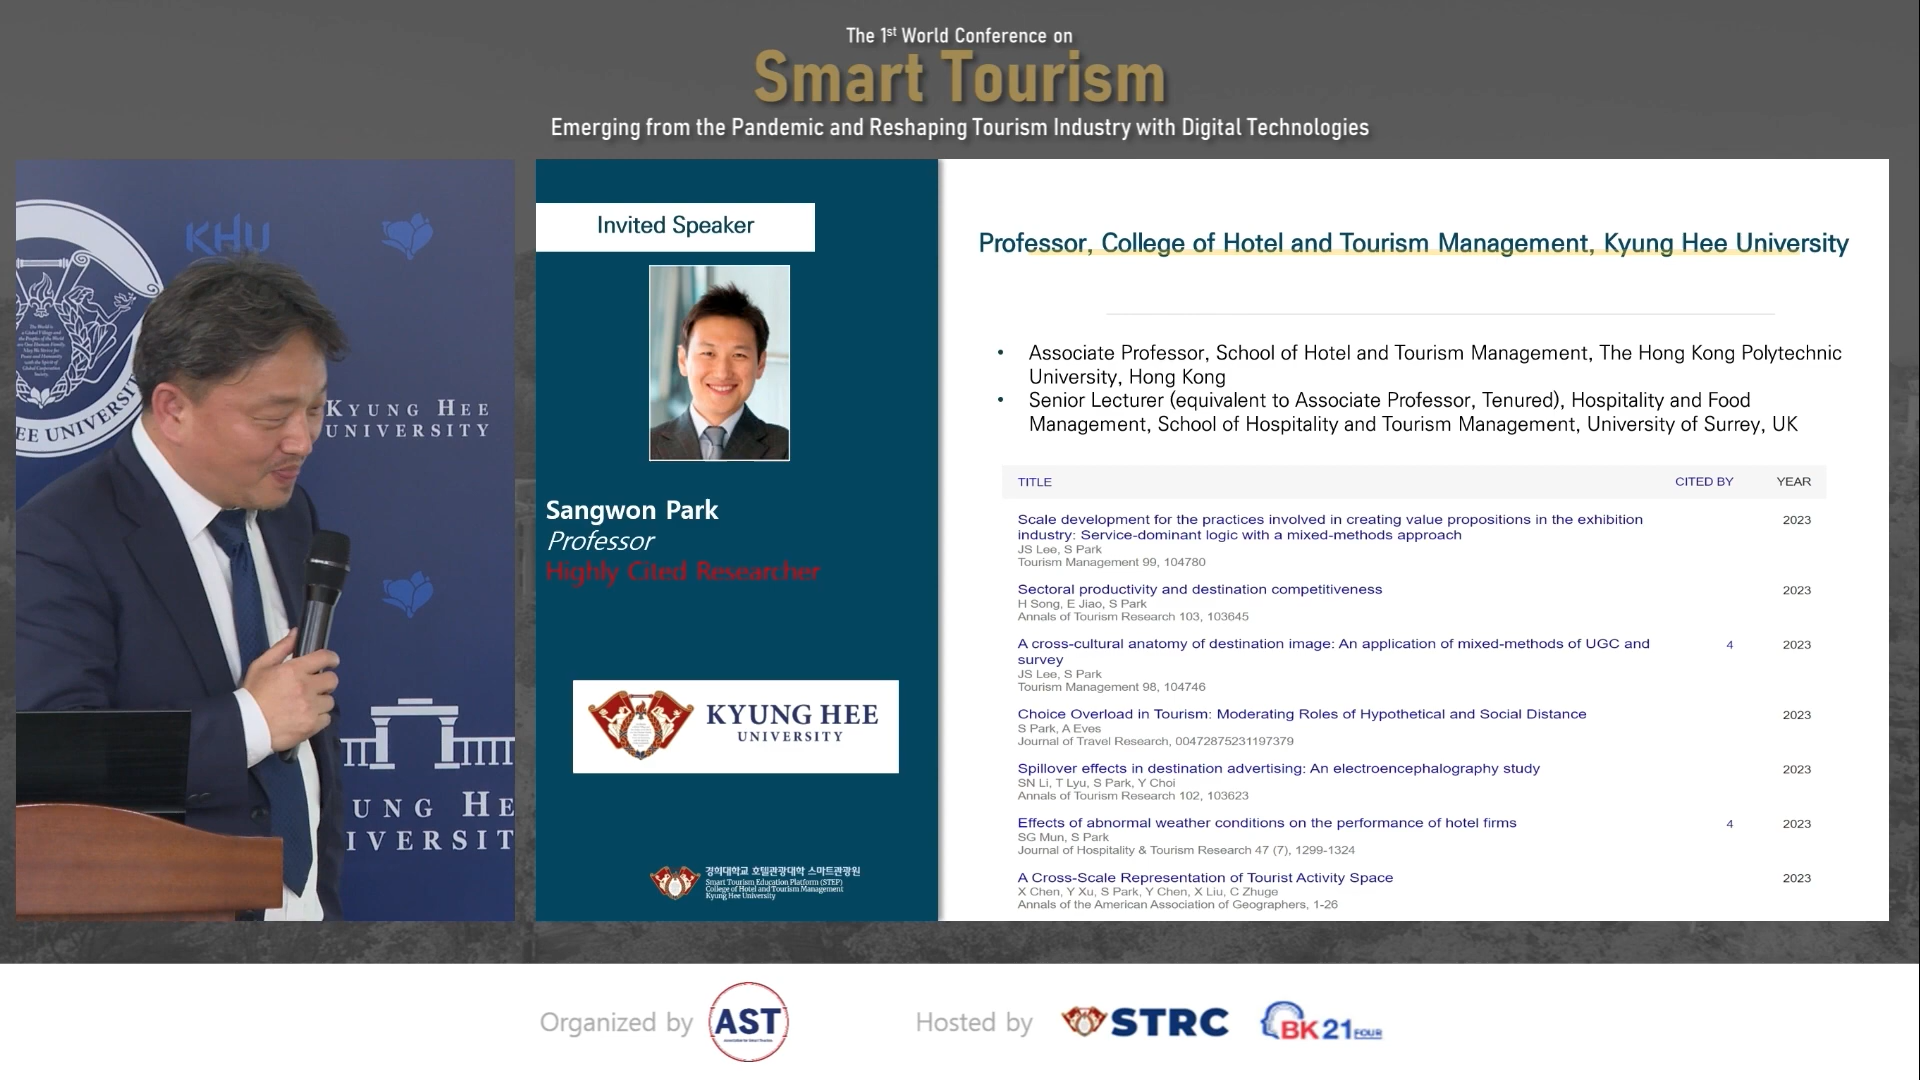 The 1st World Conference on
Smart Tourism
Emerging from the Pandemic and Reshaping Tourism Industry with Digital Technologies
KHU
EE UNIVERSIT
KYUNG HEE
UNIVERSITY
UNG HE
IVERSIT
Invited Speaker
Sangwon Park
Professor
Highly Cited Researcher
KYUNG HEE
UNIVERSITY
경희대학교 호텔관광대학 스마트관광원
Smart Tourism Education Platform (STEP)
College of Hotel and Tourism Management
Kyung Hee University
Professor, College of Hotel and Tourism Management, Kyung Hee University
• Associate Professor, School of Hotel and Tourism Management, The Hong Kong Polytechnic
University, Hong Kong
• Senior Lecturer (equivalent to Associate Professor, Tenured), Hospitality and Food
Management, School of Hospitality and Tourism Management, University of Surrey, UK
TITLE CITED BY YEAR
Scale development for the practices involved in creating value propositions in the exhibition 2023
industry: Service-dominant logic with a mixed-methods approach
JS Lee, S Park
Tourism Management 99, 104780
Sectoral productivity and destination competitiveness 2023
H Song, E Jiao, S Park
Annals of Tourism Research 103, 103645
A cross-cultural anatomy of destination image: An application of mixed-methods of UGC and 4 2023
survey
JS Lee, S Park
Tourism Management 98, 104746
Choice Overload in Tourism: Moderating Roles of Hypothetical and Social Distance 2023
S Park, A Eves
Journal of Travel Research, 00472875231197379
Spillover effects in destination advertising: An electroencephalography study 2023
SN Li, T Lyu, S Park, Y Choi
Annals of Tourism Research 102, 103623
Effects of abnormal weather conditions on the performance of hotel firms 4 2023
SG Mun, S Park
Journal of Hospitality & Tourism Research 47 (7), 1299-1324
A Cross-Scale Representation of Tourist Activity Space 2023
X Chen, Y Xu, S Park, Y Chen, X Liu, C Zhuge
Annals of the American Association of Geographers, 1-26
Organized by AST
Hosted by STRC BK21 FOUR